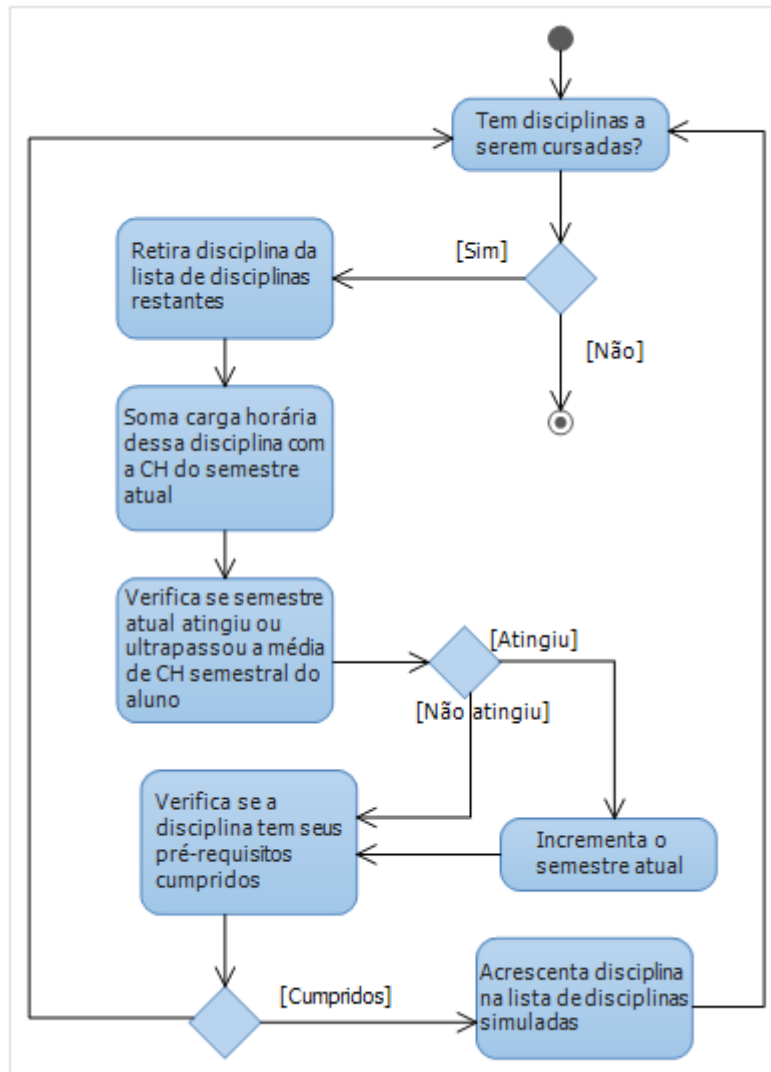 Tem disciplinas a
serem cursadas?
[Sim]
Retira disciplina da
lista de disciplinas
restantes
[Não]
Soma carga horária
dessa disciplina com
a CH do semestre
atual
Verifica se semestre
atual atingiu ou
ultrapassou a média
de CH semestral do
aluno
[Atingiu]
[Não atingiu]
Verifica se a
disciplina tem seus
pré-requisitos
cumpridos
Incrementa o
semestre atual
[Cumpridos]
Acrescenta disciplina
na lista de disciplinas
simuladas